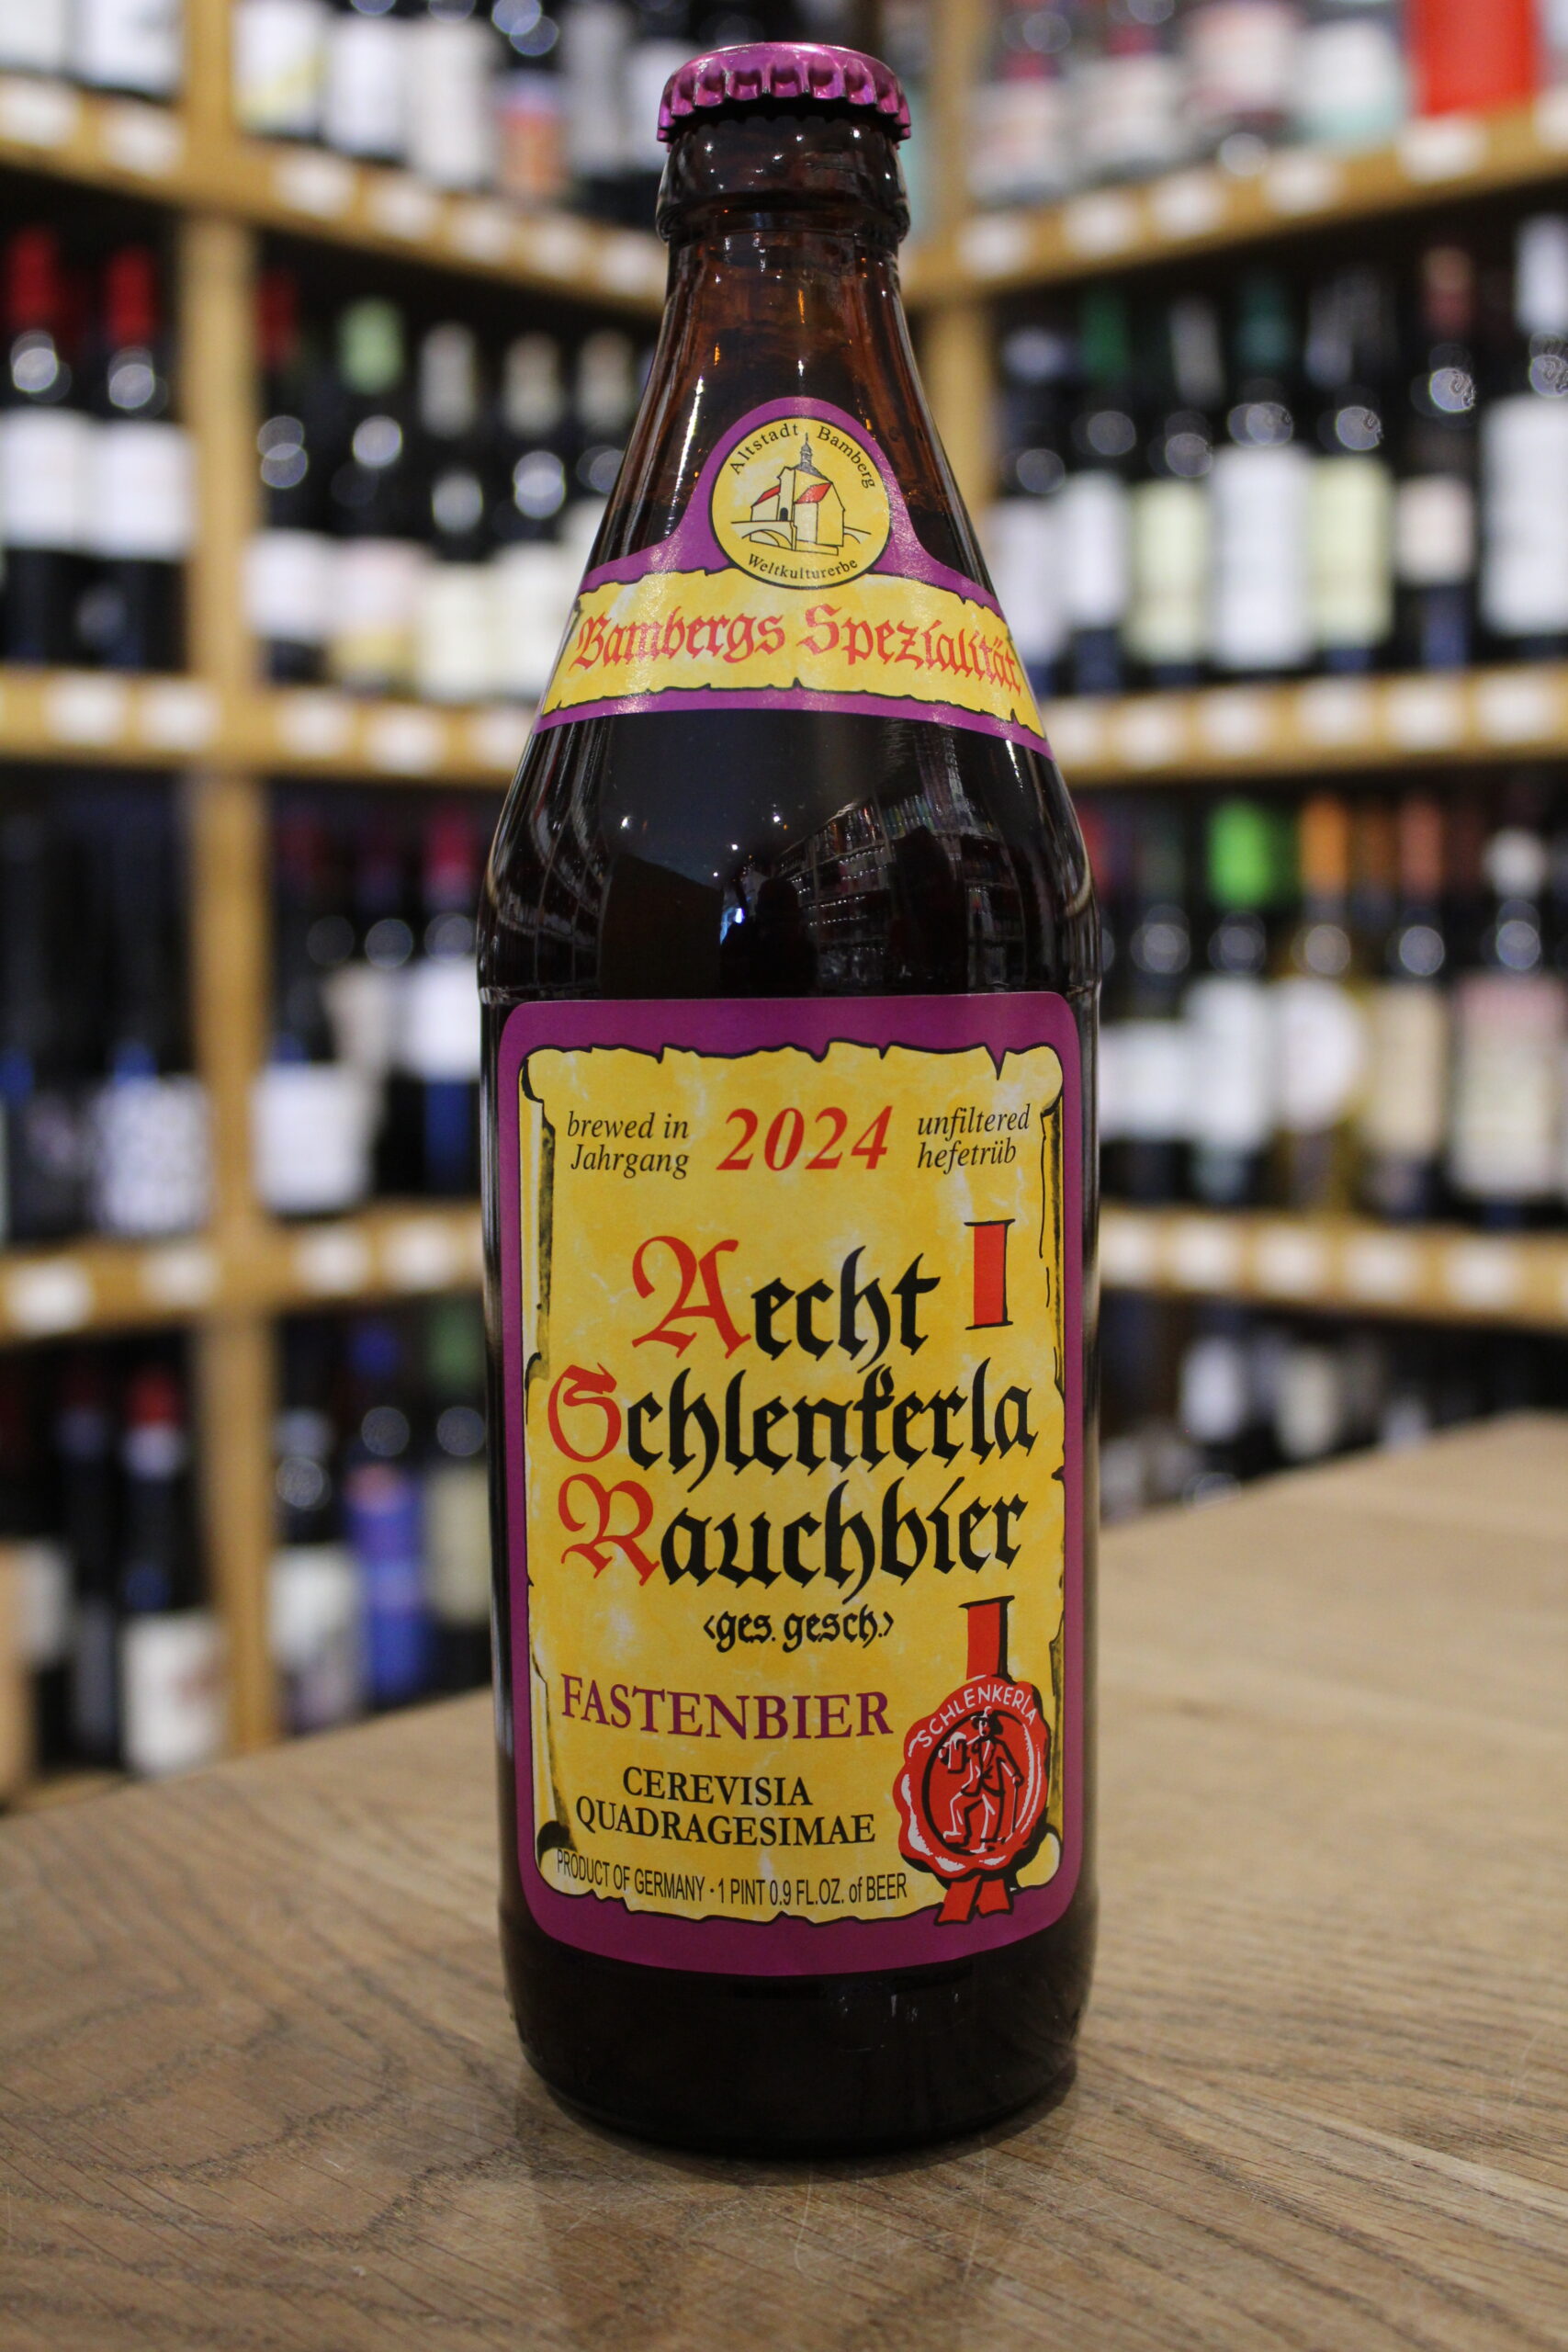 Altstadt Bamberg
Weltkulturerbe
Bambergs Spezialität
brewed in 2024 unfiltered
Jahrgang hefetrüb
Aecht
Schlenkerla
Rauchbier
‹ges. gesch.›
FASTENBIER
SCHLENKERLA
CEREVISIA
QUADRAGESIMAE
PRODUCT OF GERMANY - 1 PINT 0.9 FL.OZ. of BEER